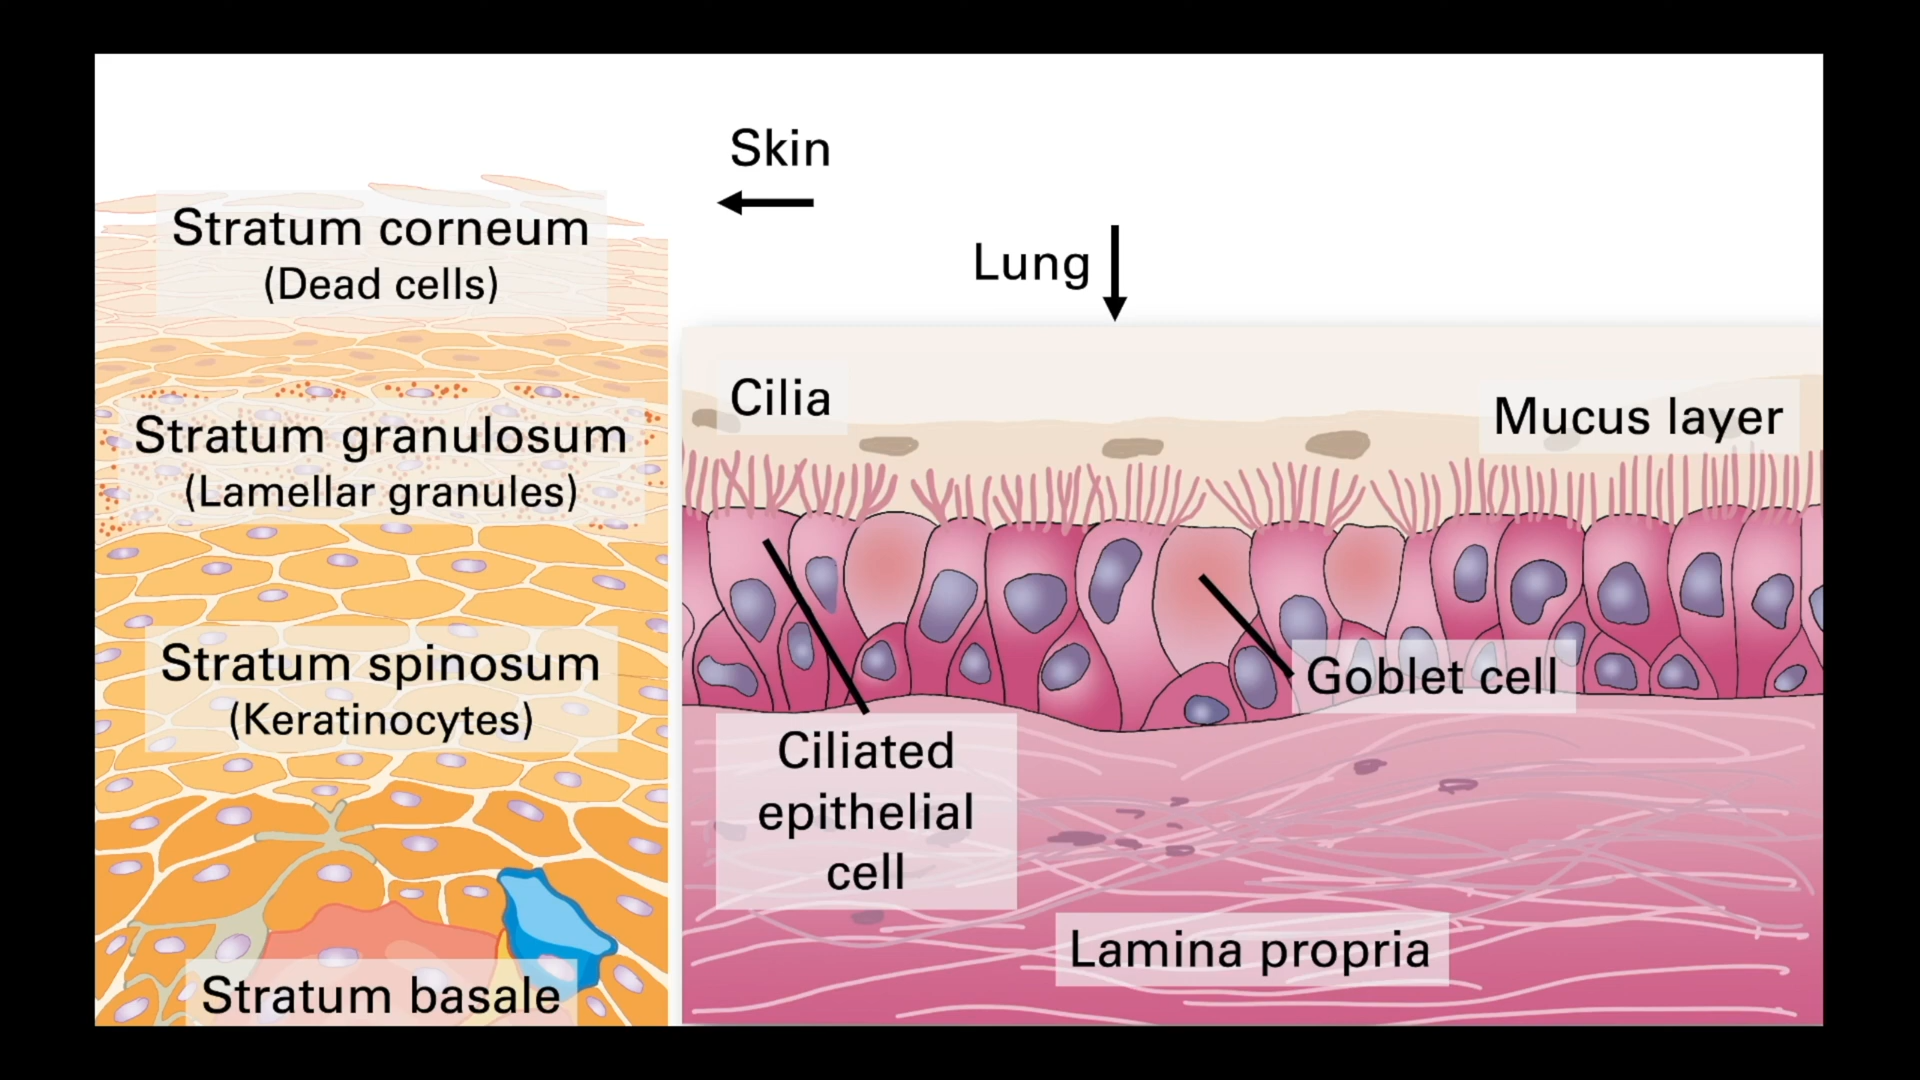 Skin
Stratum corneum
(Dead cells)
Stratum granulosum
(Lamellar granules)
Stratum spinosum
(Keratinocytes)
Stratum basale
Lung
Cilia
Mucus layer
Goblet cell
Ciliated
epithelial
cell
Lamina propria